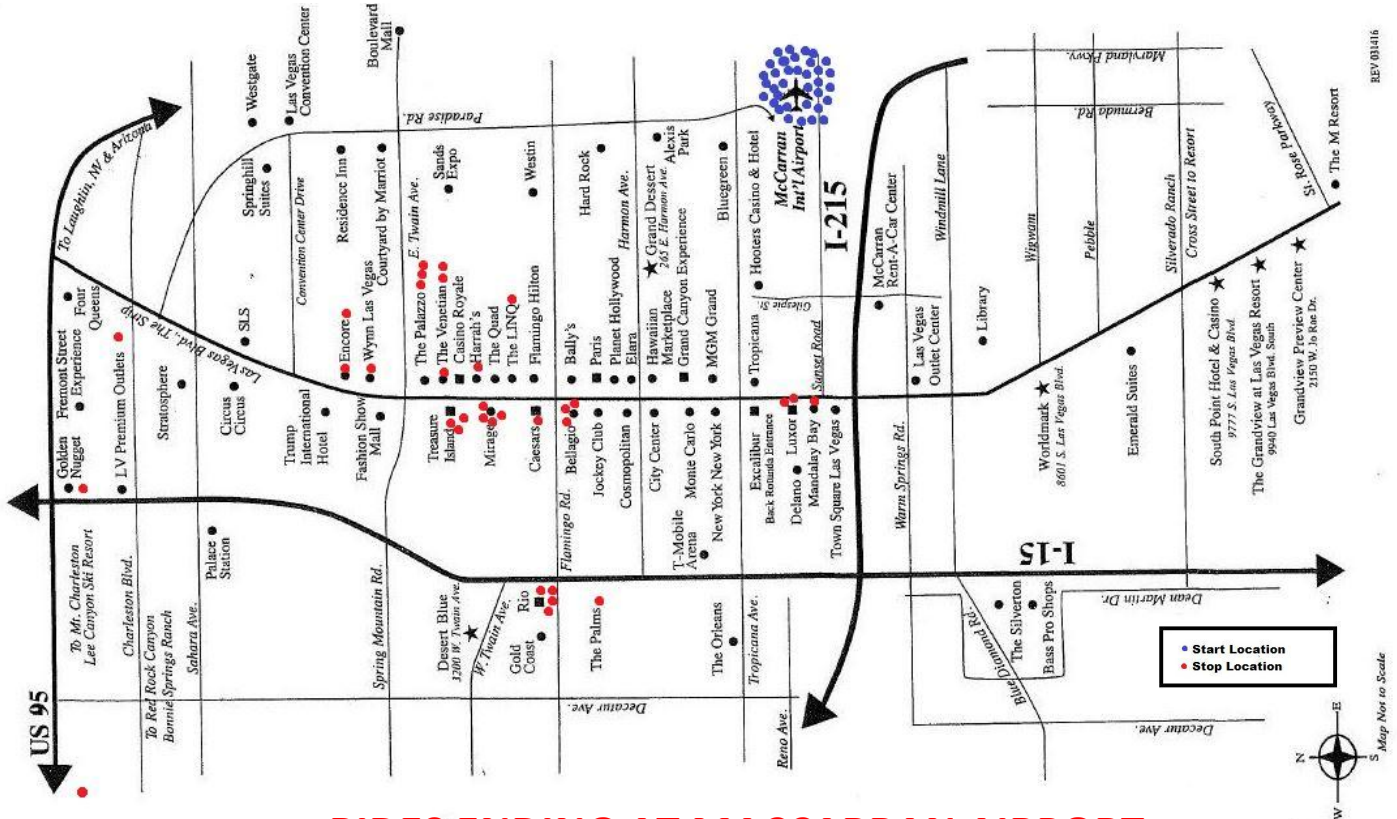 Boulevard
Mall
REV 031416
To Laughlin, NV & Arizona
Westgate
Las Vegas
Convention Center
Paradise Rd.
Maryland Pkwy.
Bermuda Rd.
Springhill
Suites
Convention Center Drive
Residence Inn
Courtyard by Marriot
E. Twain Ave.
Sands
Expo
Westin
Hard Rock
Harmon Ave.
Alexis
Park
Grand Dessert
265 E. Harmon Ave.
Bluegreen
Hooters Casino & Hotel
McCarran
Int'l Airport
I-215
McCarran
Rent-A-Car Center
Windmill Lane
Wigwam
Pebble
Silverado Ranch
Cross Street to Resort
St. Rose Parkway
The M Resort
Four
Queens
Fremont Street
Experience
Golden
Nugget
LV Premium Outlets
Las Vegas Blvd., The Strip
Stratosphere
SLS
Circus
Circus
Encore
Wynn Las Vegas
The Palazzo
The Venetian
Casino Royale
Harrah's
The Quad
The LINQ
Flamingo Hilton
Bally's
Paris
Planet Hollywood
Elara
Hawaiian
Marketplace
Grand Canyon Experience
MGM Grand
Tropicana
Gilespie St.
Sunset Road
Las Vegas
Outlet Center
Library
Trump
International
Hotel
Fashion Show
Mall
Treasure
Island
Mirage
Caesars
Bellagio
Jockey Club
Cosmopolitan
City Center
Monte Carlo
New York New York
Excalibur
Back Rotunda Entrance
Luxor
Delano
Mandalay Bay
Town Square Las Vegas
Warm Springs Rd.
Worldmark
8601 S. Las Vegas Blvd.
Emerald Suites
South Point Hotel & Casino
9777 S. Las Vegas Blvd.
The Grandview at Las Vegas Resort
9940 Las Vegas Blvd. South
Grandview Preview Center
2150 W. Jo Rae Dr.
Palace
Station
Flamingo Rd.
T-Mobile
Arena
I-15
To Mt. Charleston
Lee Canyon Ski Resort
Charleston Blvd.
To Red Rock Canyon
Bonnie Springs Ranch
Sahara Ave.
Spring Mountain Rd.
Desert Blue
3200 W. Twain Ave.
W. Twain Ave.
Rio
Gold
Coast
The Palms
The Orleans
Tropicana Ave.
Reno Ave.
Blue Diamond Rd.
The Silverton
Bass Pro Shops
Dean Martin Dr.
US 95
Decatur Ave.
Decatur Ave.
Start Location
Stop Location
N
E
S
W
Map Not to Scale
RIDES ENDING AT MACCARRAN AIRPORT